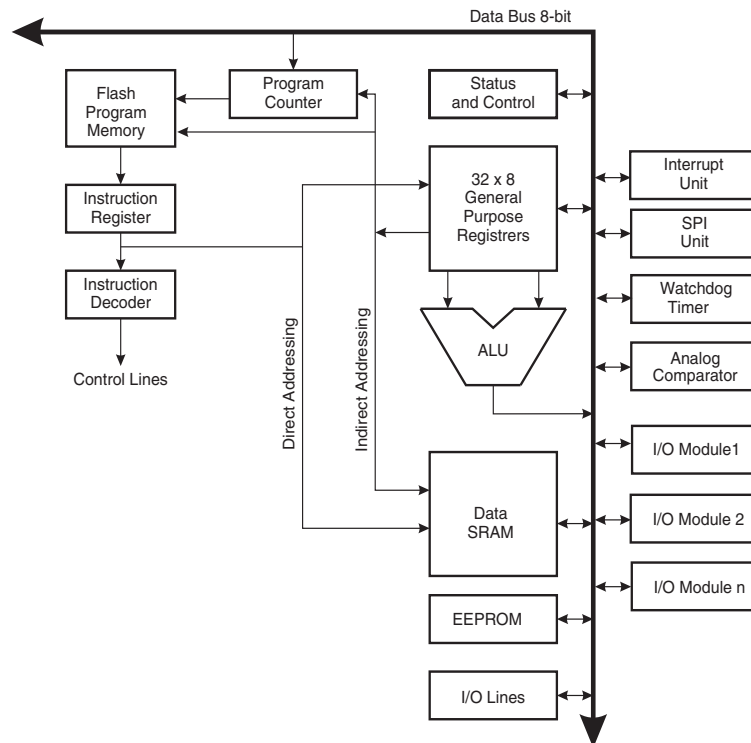 Data Bus 8-bit
Flash
Program
Memory
Program
Counter
Status
and Control
Instruction
Register
32 x 8
General
Purpose
Registrers
Interrupt
Unit
SPI
Unit
Instruction
Decoder
Watchdog
Timer
ALU
Analog
Comparator
Control Lines
Direct Addressing
Indirect Addressing
I/O Module1
Data
SRAM
I/O Module 2
I/O Module n
EEPROM
I/O Lines